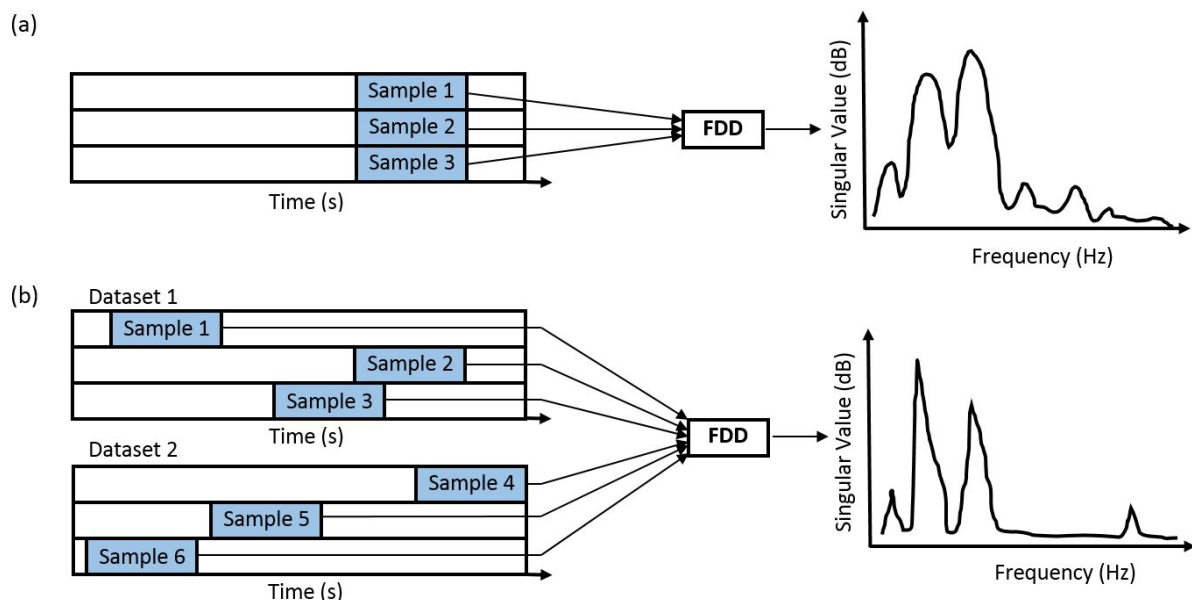 (a)
Sample 1
Sample 2
Sample 3
Time (s)
FDD
Singular Value (dB)
Frequency (Hz)
(b)
Dataset 1
Sample 1
Sample 2
Sample 3
Time (s)
Dataset 2
Sample 4
Sample 5
Sample 6
Time (s)
FDD
Singular Value (dB)
Frequency (Hz)